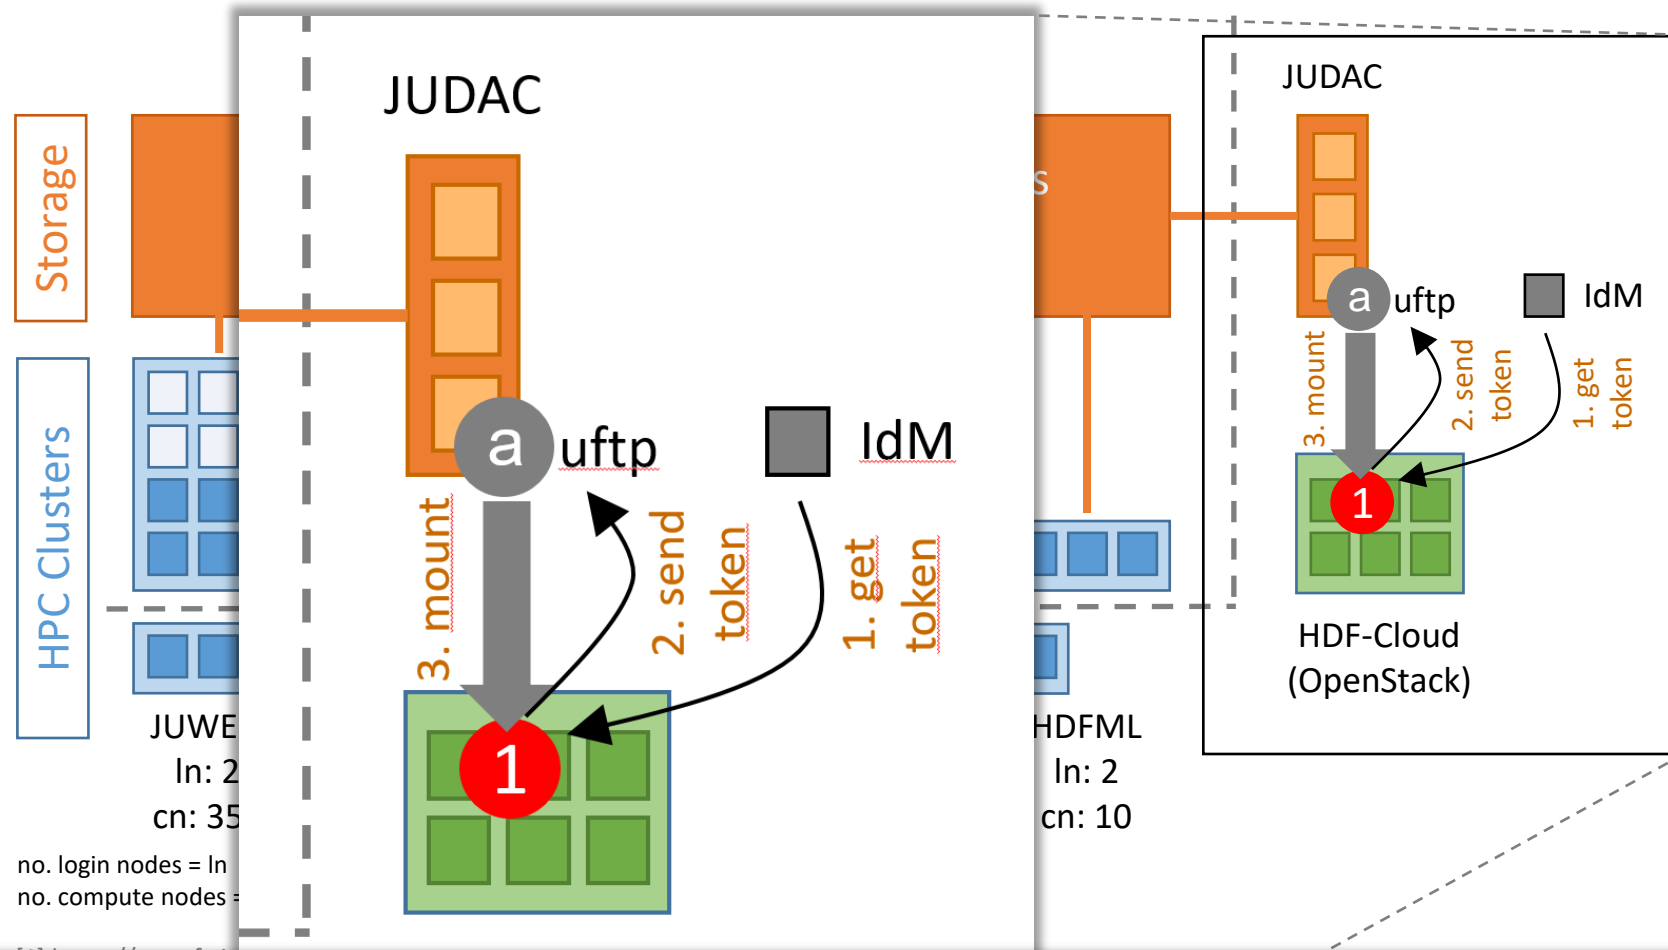 JUDAC
uftp
IdM
3. mount
2. send
token
1. get
token
1
a
JUDAC
a
uftp
IdM
3. mount
2. send
token
1. get
token
1
HDF-Cloud
(OpenStack)
Storage
HPC Clusters
ln: 2
cn: 35
HDFML
ln: 2
cn: 10
no. login nodes = ln
no. compute nodes =